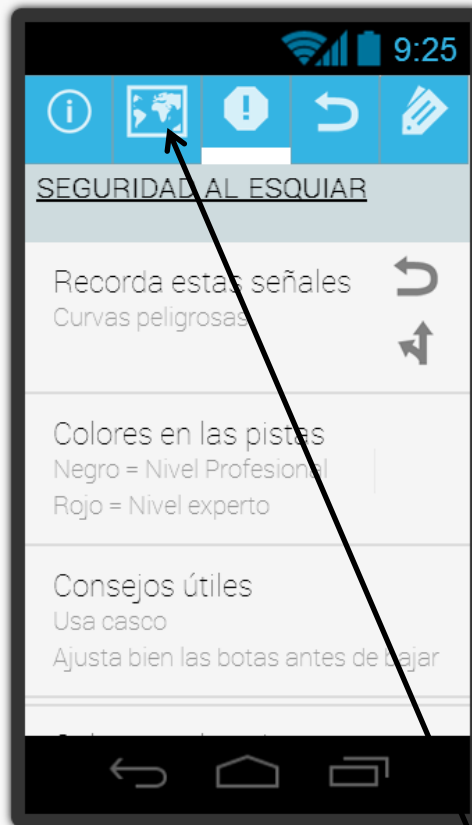 9:25
SEGURIDAD AL ESQUIAR
Recorda estas señales
Curvas peligrosas
Colores en las pistas
Negro = Nivel Profesional
Rojo = Nivel experto
Consejos útiles
Usa casco
Ajusta bien las botas antes de bajar